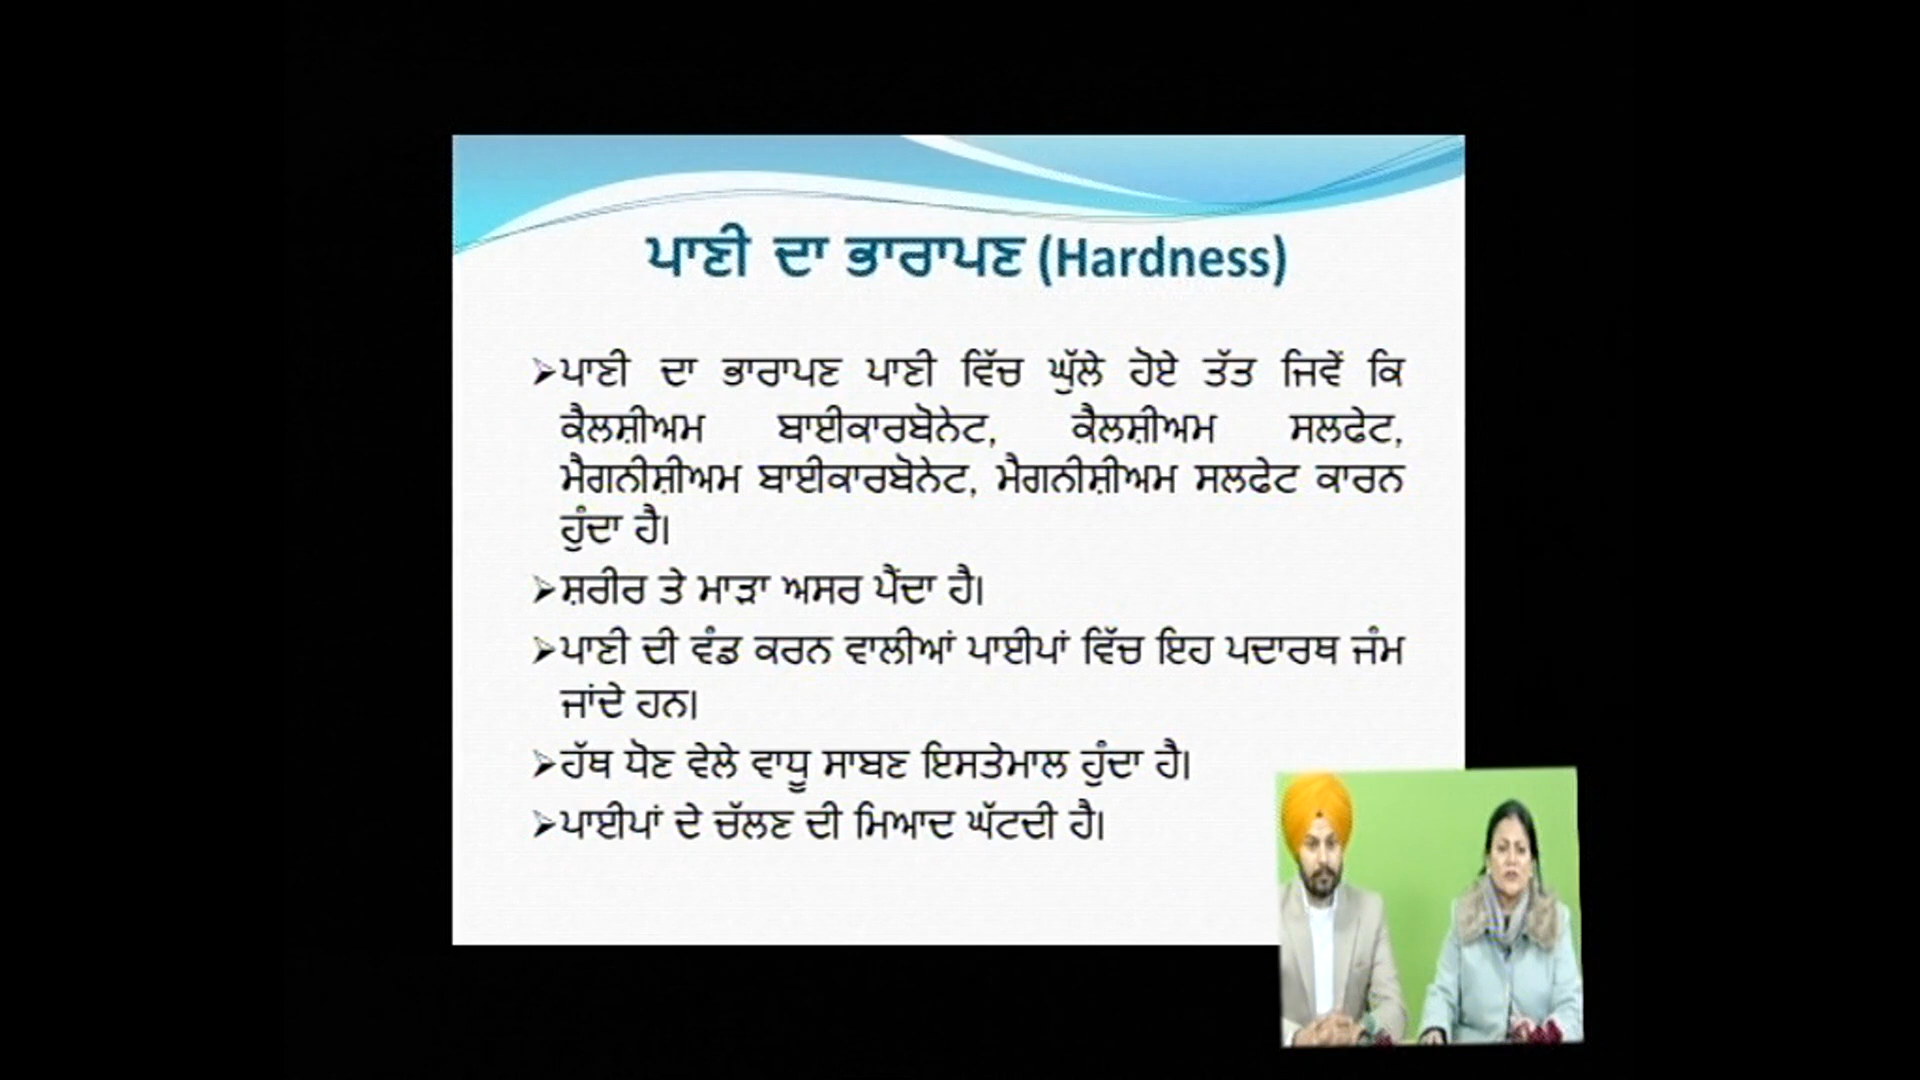 ਪਾਣੀ ਦਾ ਭਾਰਾਪਣ (Hardness)
➢ਪਾਣੀ ਦਾ ਭਾਰਾਪਣ ਪਾਣੀ ਵਿੱਚ ਘੁੱਲੇ ਹੋਏ ਤੱਤ ਜਿਵੇਂ ਕਿ
ਕੈਲਸ਼ੀਅਮ ਬਾਈਕਾਰਬੋਨੇਟ, ਕੈਲਸ਼ੀਅਮ ਸਲਫੇਟ,
ਮੈਗਨੀਸ਼ੀਅਮ ਬਾਈਕਾਰਬੋਨੇਟ, ਮੈਗਨੀਸ਼ੀਅਮ ਸਲਫੇਟ ਕਾਰਨ
ਹੁੰਦਾ ਹੈ।
➢ਸ਼ਰੀਰ ਤੇ ਮਾੜਾ ਅਸਰ ਪੈਂਦਾ ਹੈ।
➢ਪਾਣੀ ਦੀ ਵੰਡ ਕਰਨ ਵਾਲੀਆਂ ਪਾਈਪਾਂ ਵਿੱਚ ਇਹ ਪਦਾਰਥ ਜੰਮ
ਜਾਂਦੇ ਹਨ।
➢ਹੱਥ ਧੋਣ ਵੇਲੇ ਵਾਧੂ ਸਾਬਣ ਇਸਤੇਮਾਲ ਹੁੰਦਾ ਹੈ।
➢ਪਾਈਪਾਂ ਦੇ ਚੱਲਣ ਦੀ ਮਿਆਦ ਘੱਟਦੀ ਹੈ।